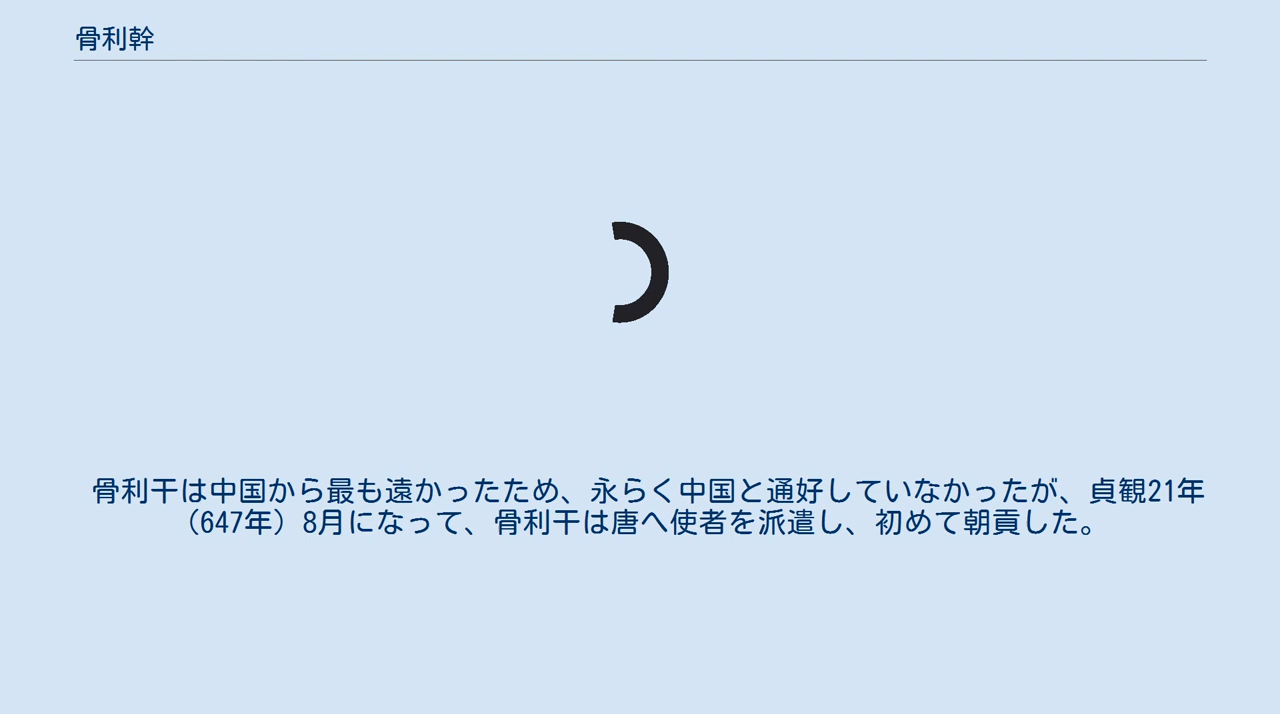 骨利幹
骨利干は中国から最も遠かったため、永らく中国と通好していなかったが、貞観21年
（647年）8月になって、骨利干は唐へ使者を派遣し、初めて朝貢した。